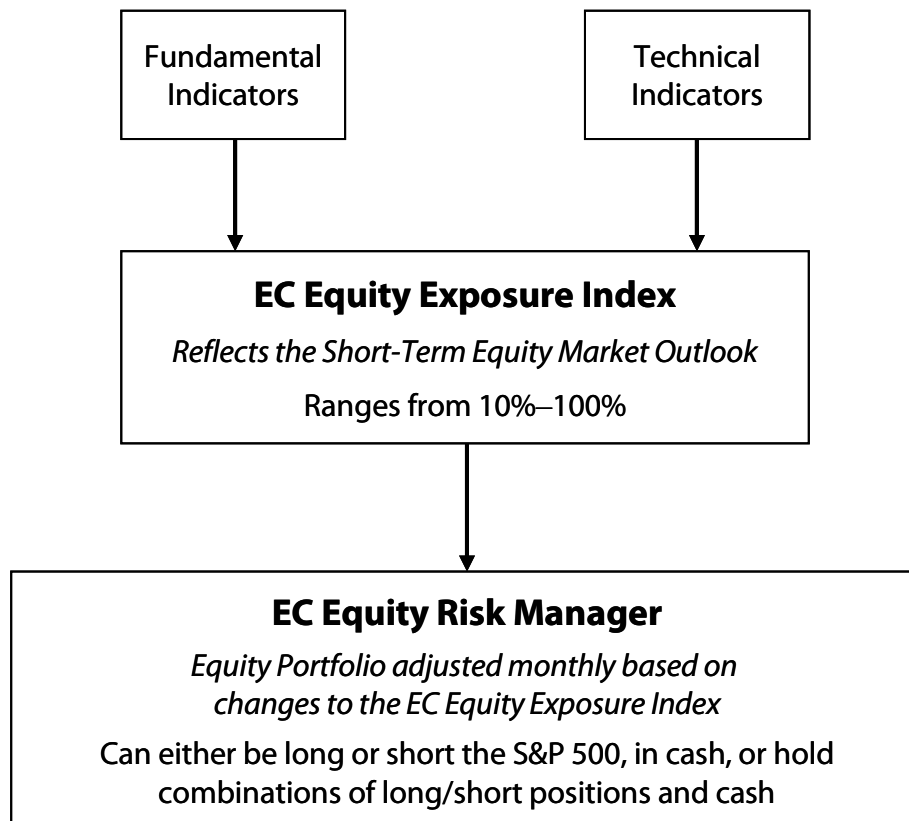 Fundamental
Indicators
Technical
Indicators
EC Equity Exposure Index
Reflects the Short-Term Equity Market Outlook
Ranges from 10%–100%
EC Equity Risk Manager
Equity Portfolio adjusted monthly based on
changes to the EC Equity Exposure Index
Can either be long or short the S&P 500, in cash, or hold
combinations of long/short positions and cash